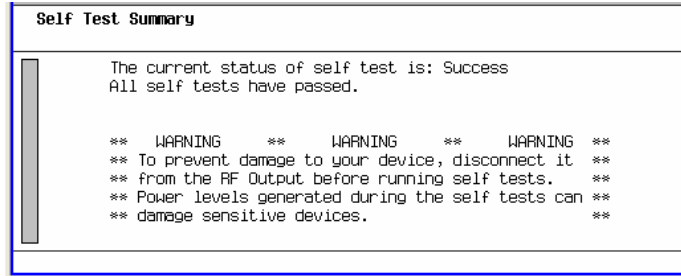 Self Test Summary
The current status of self test is: Success
All self tests have passed.
** WARNING ** WARNING ** WARNING **
** To prevent damage to your device, disconnect it **
** from the RF Output before running self tests. **
** Power levels generated during the self tests can **
** damage sensitive devices. **